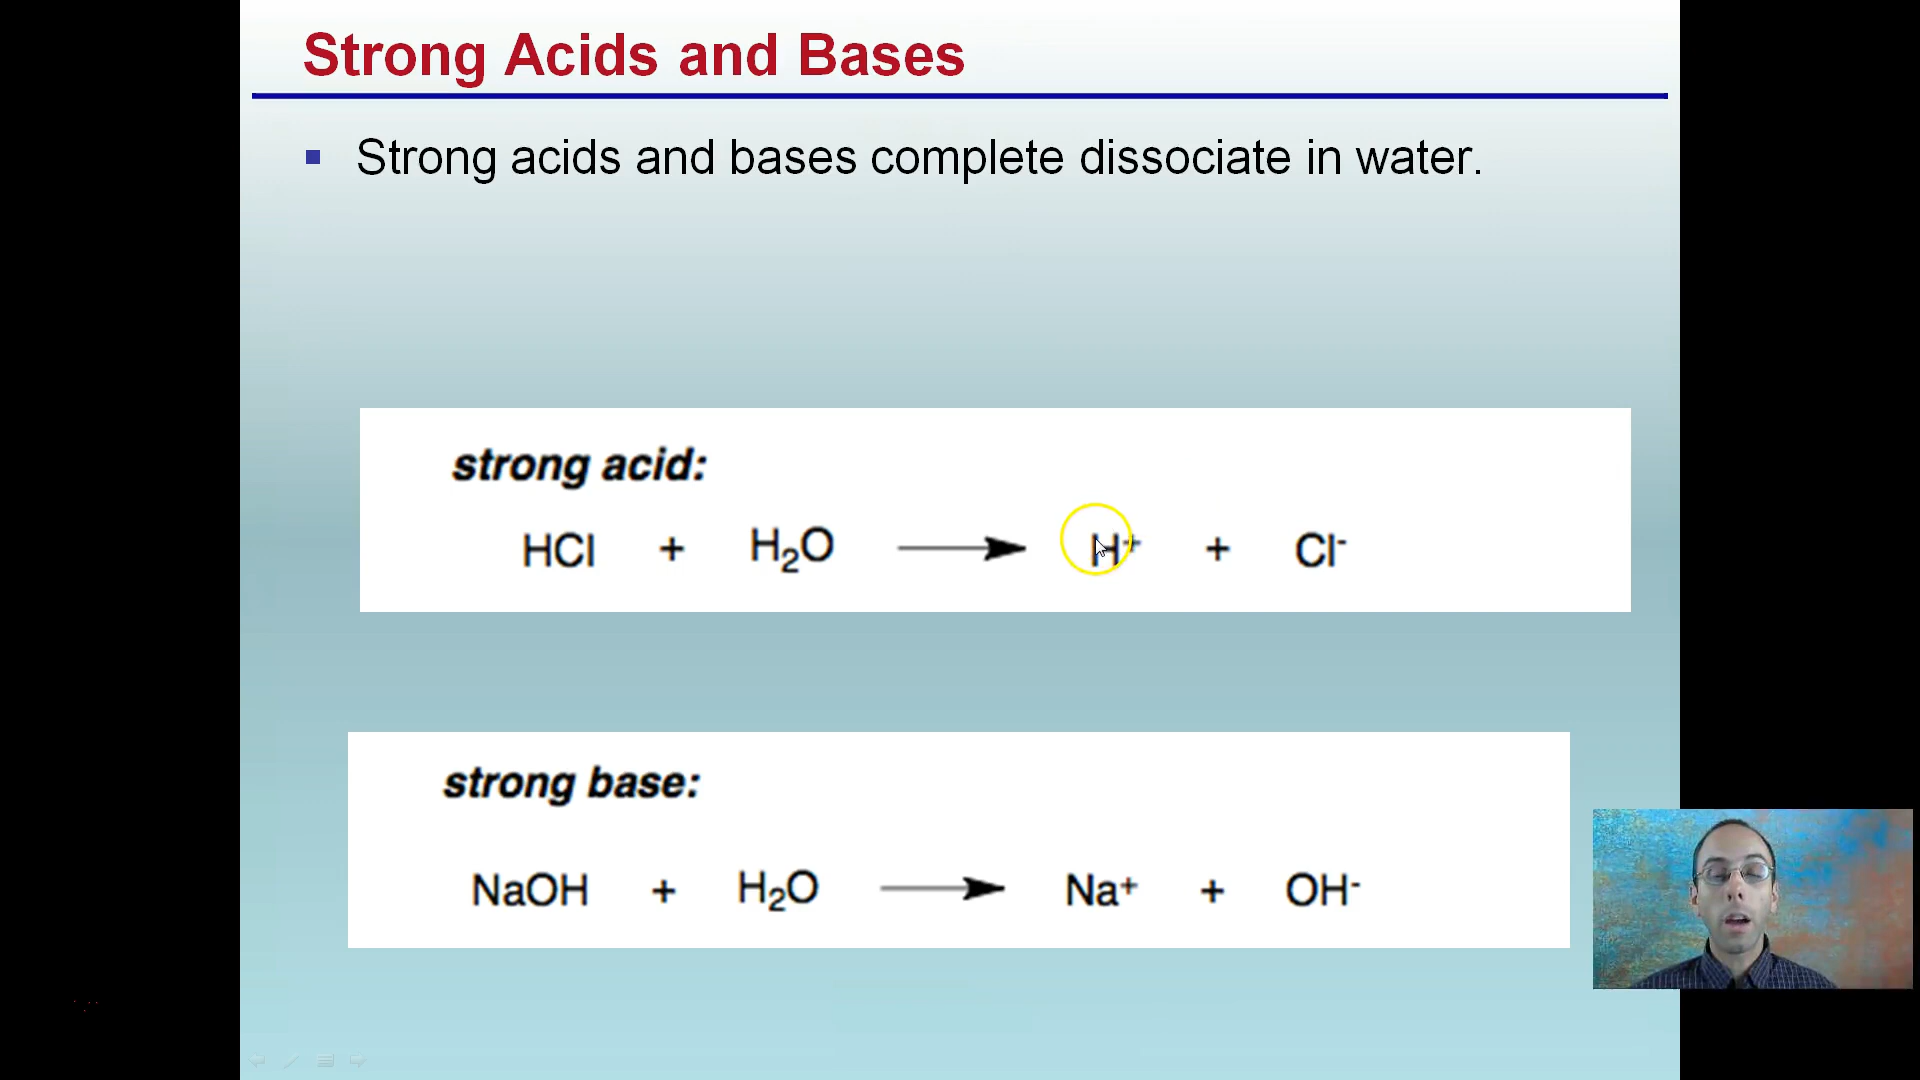 Strong Acids and Bases
▪ Strong acids and bases complete dissociate in water.
strong acid:
HCl + H₂O ⟶ H⁺ + Cl⁻
strong base:
NaOH + H₂O ⟶ Na⁺ + OH⁻